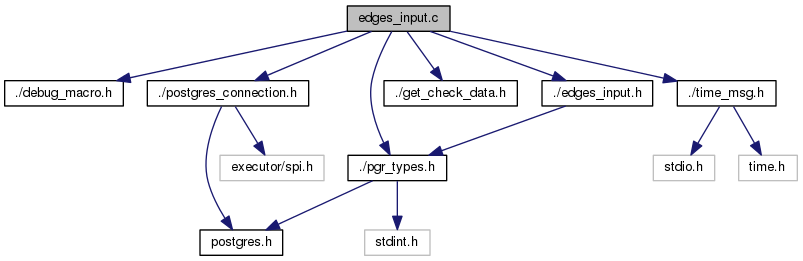 edges_input.c
./debug_macro.h
./postgres_connection.h
./get_check_data.h
./edges_input.h
./time_msg.h
executor/spi.h
./pgr_types.h
stdio.h
time.h
postgres.h
stdint.h